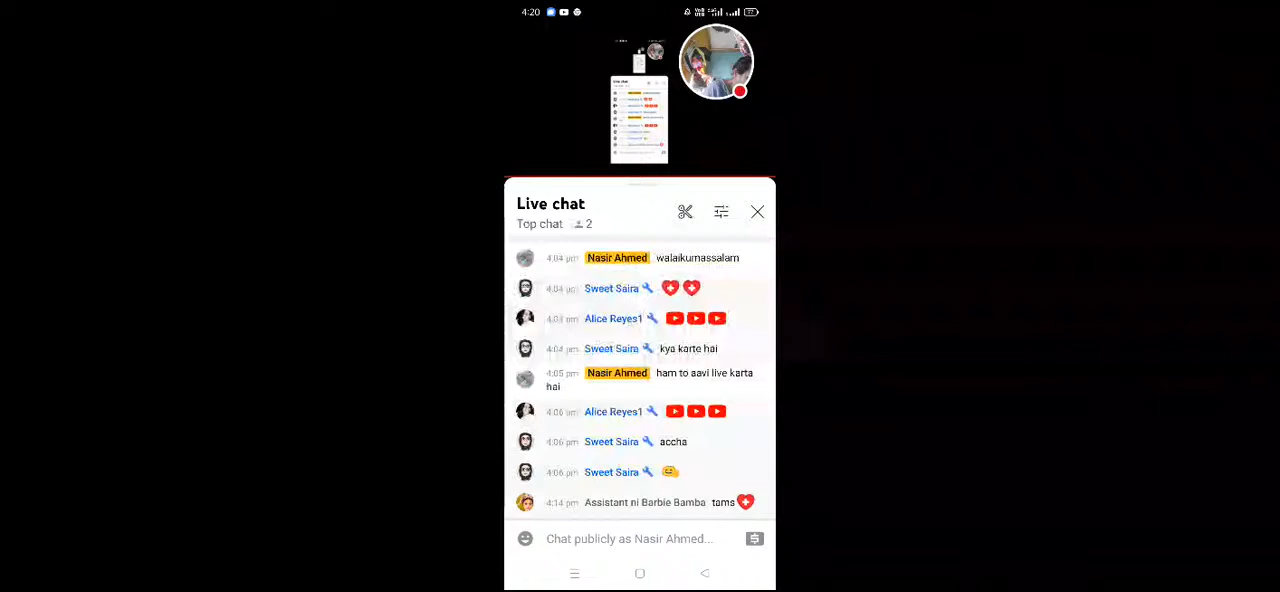 4:20
Live chat
Top chat 2
4:04 pm Nasir Ahmed walaikumassalam
4:04 pm Sweet Saira
4:04 pm Alice Reyes1
4:04 pm Sweet Saira kya karte hai
4:05 pm Nasir Ahmed ham to aavi live karta
hai
4:06 pm Alice Reyes1
4:06 pm Sweet Saira accha
4:06 pm Sweet Saira
4:14 pm Assistant ni Barbie Bamba tams
Chat publicly as Nasir Ahmed...